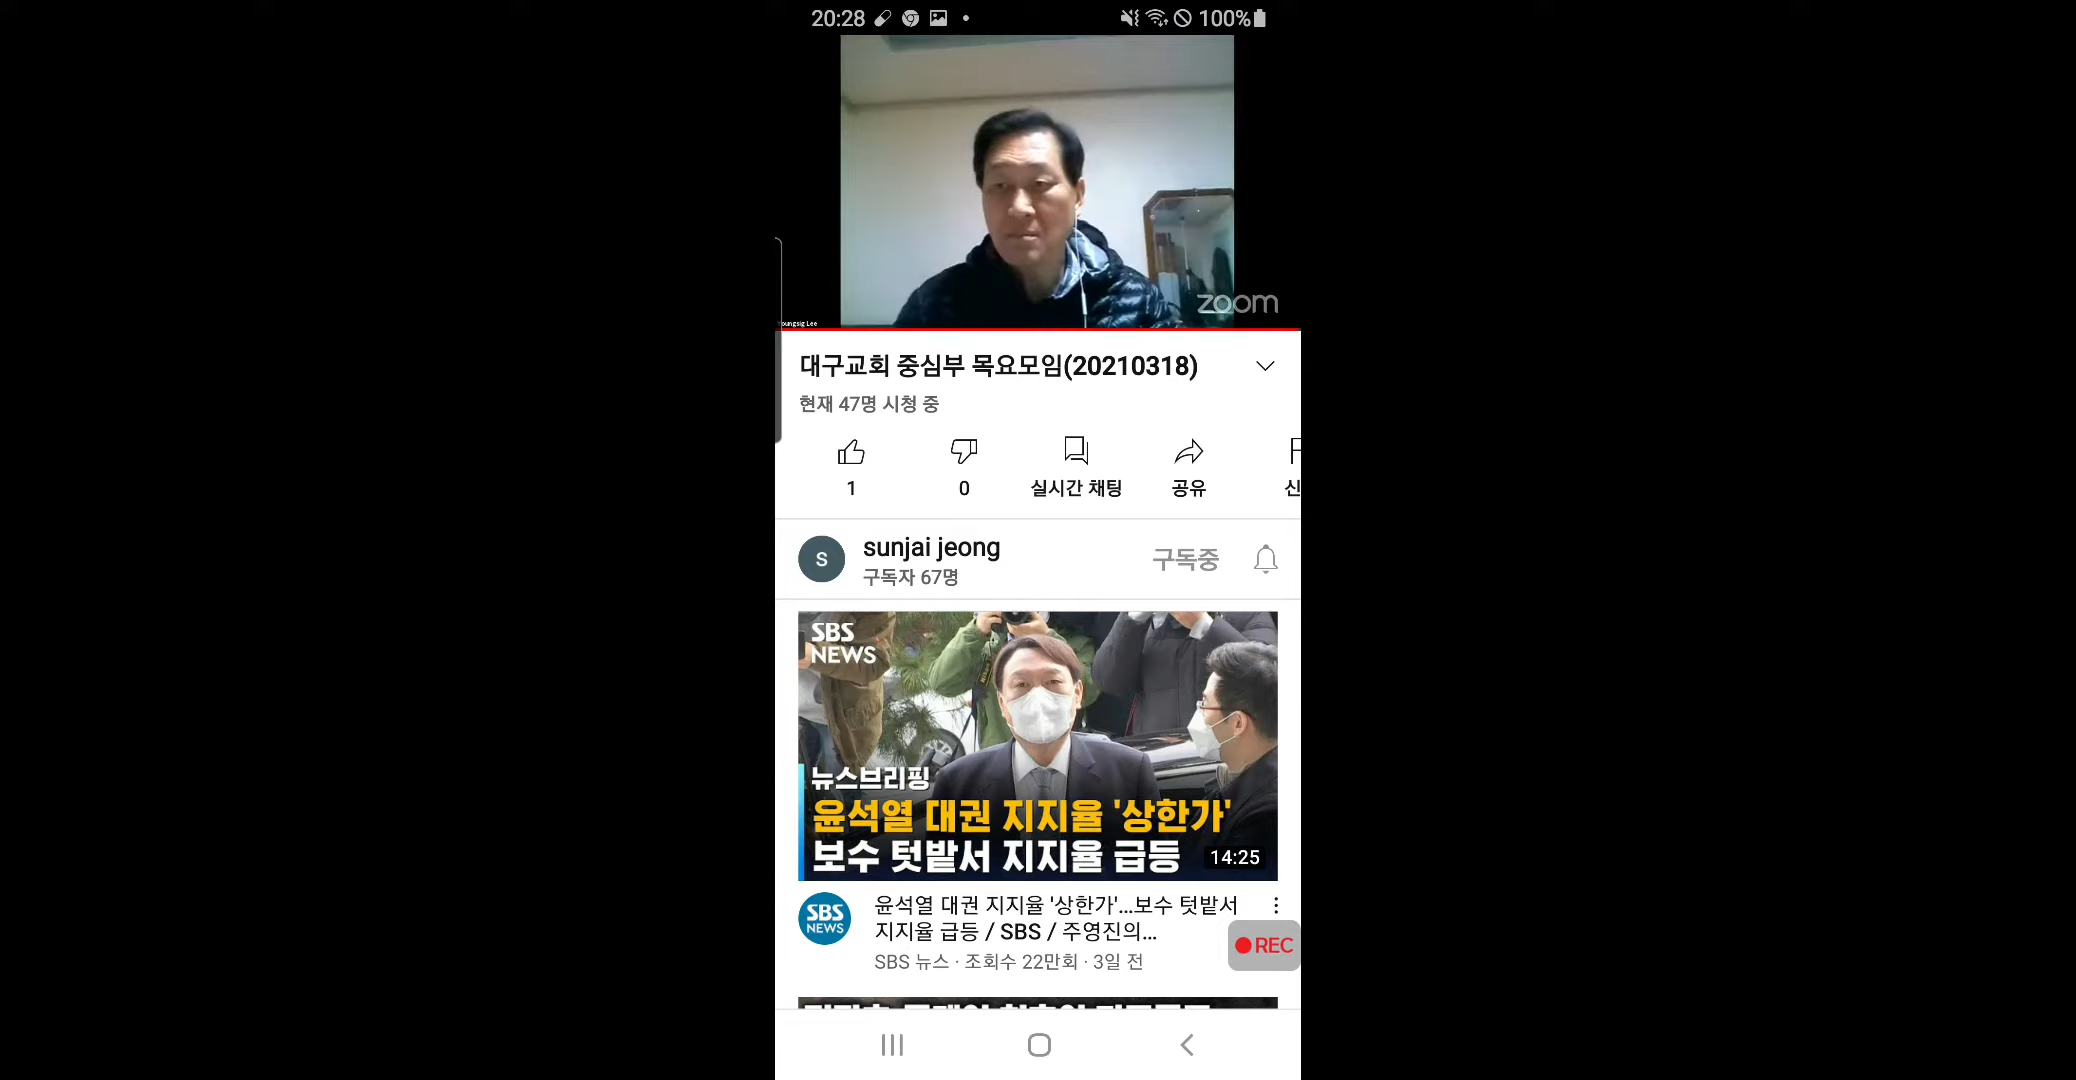 20:28
100%
zoom
Youngsig Lee
대구교회 중심부 목요모임(20210318)
현재 47명 시청 중
1
0
실시간 채팅
공유
신
S
sunjai jeong
구독자 67명
구독중
SBS
NEWS
뉴스브리핑
윤석열 대권 지지율 '상한가'
보수 텃밭서 지지율 급등
14:25
SBS
NEWS
윤석열 대권 지지율 '상한가'...보수 텃밭서
지지율 급등 / SBS / 주영진의...
SBS 뉴스 · 조회수 22만회 · 3일 전
REC